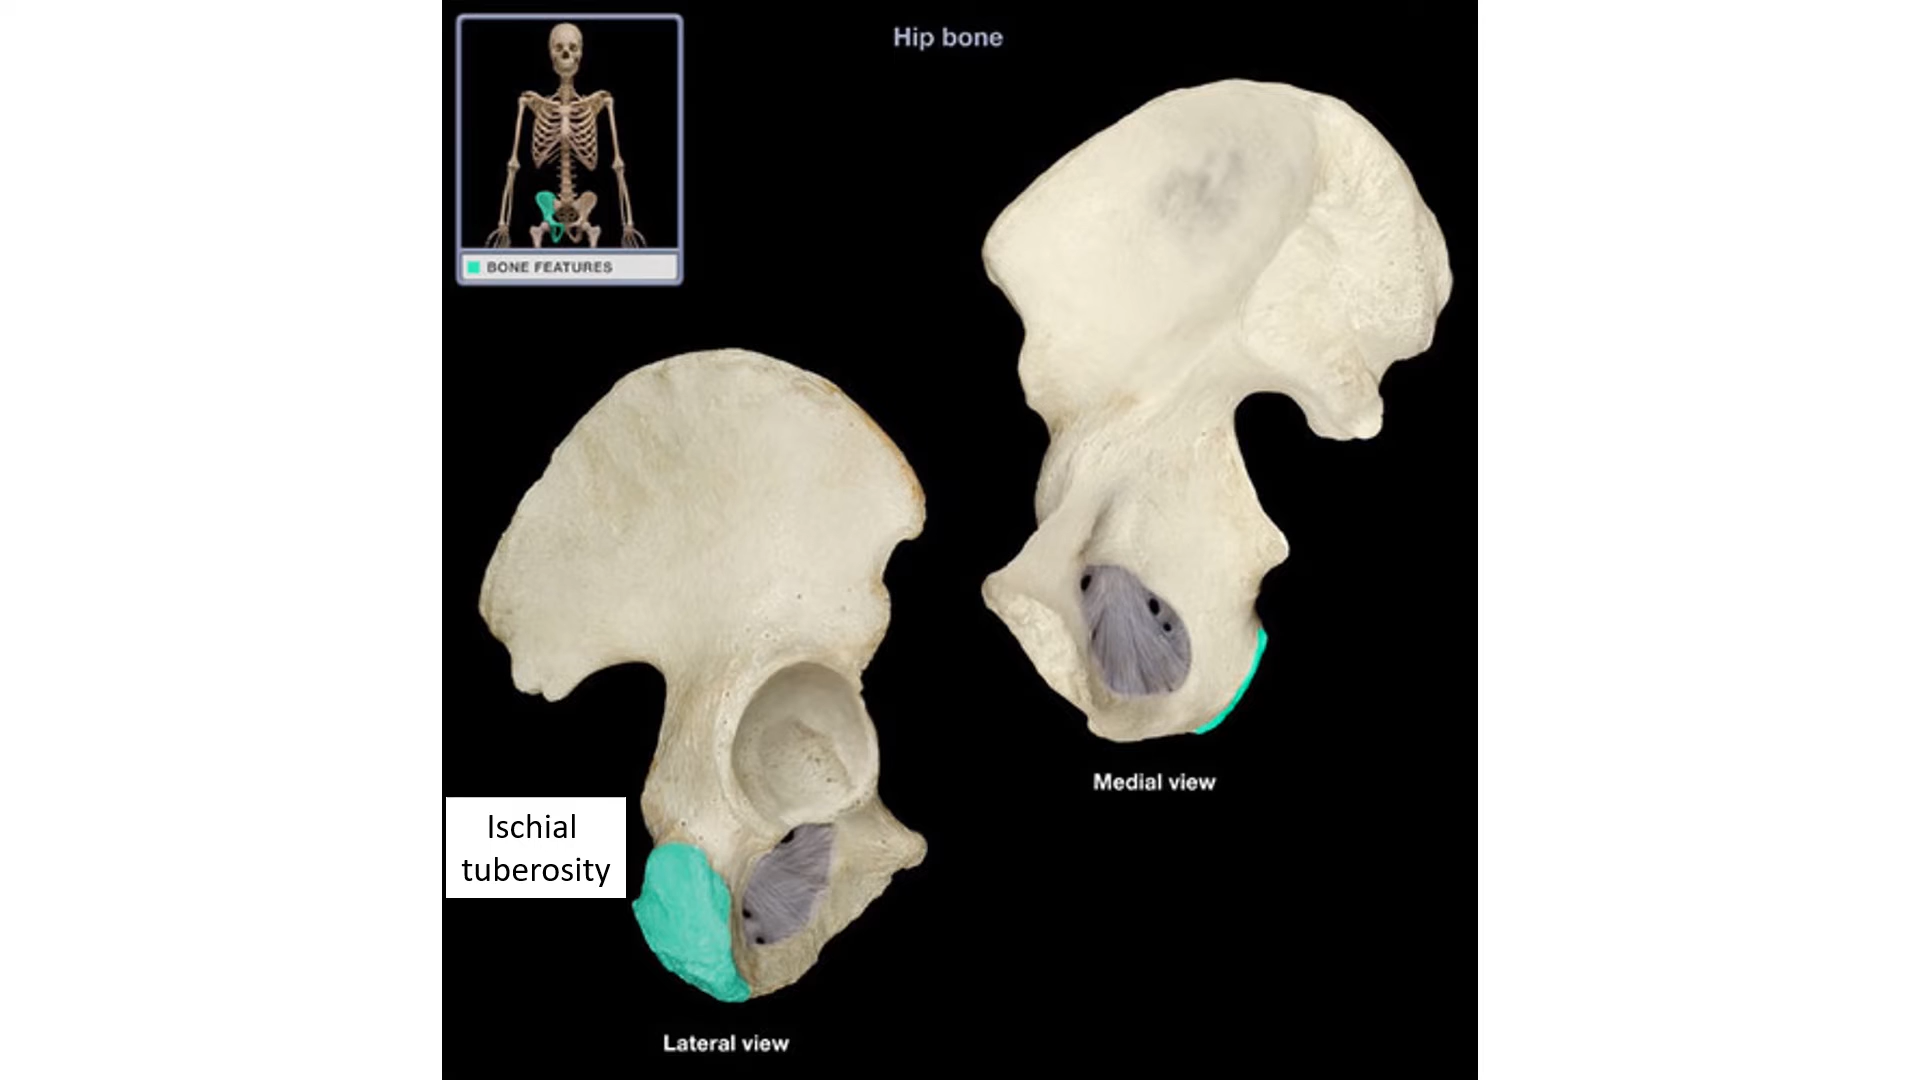 Hip bone
BONE FEATURES
Medial view
Ischial
tuberosity
Lateral view